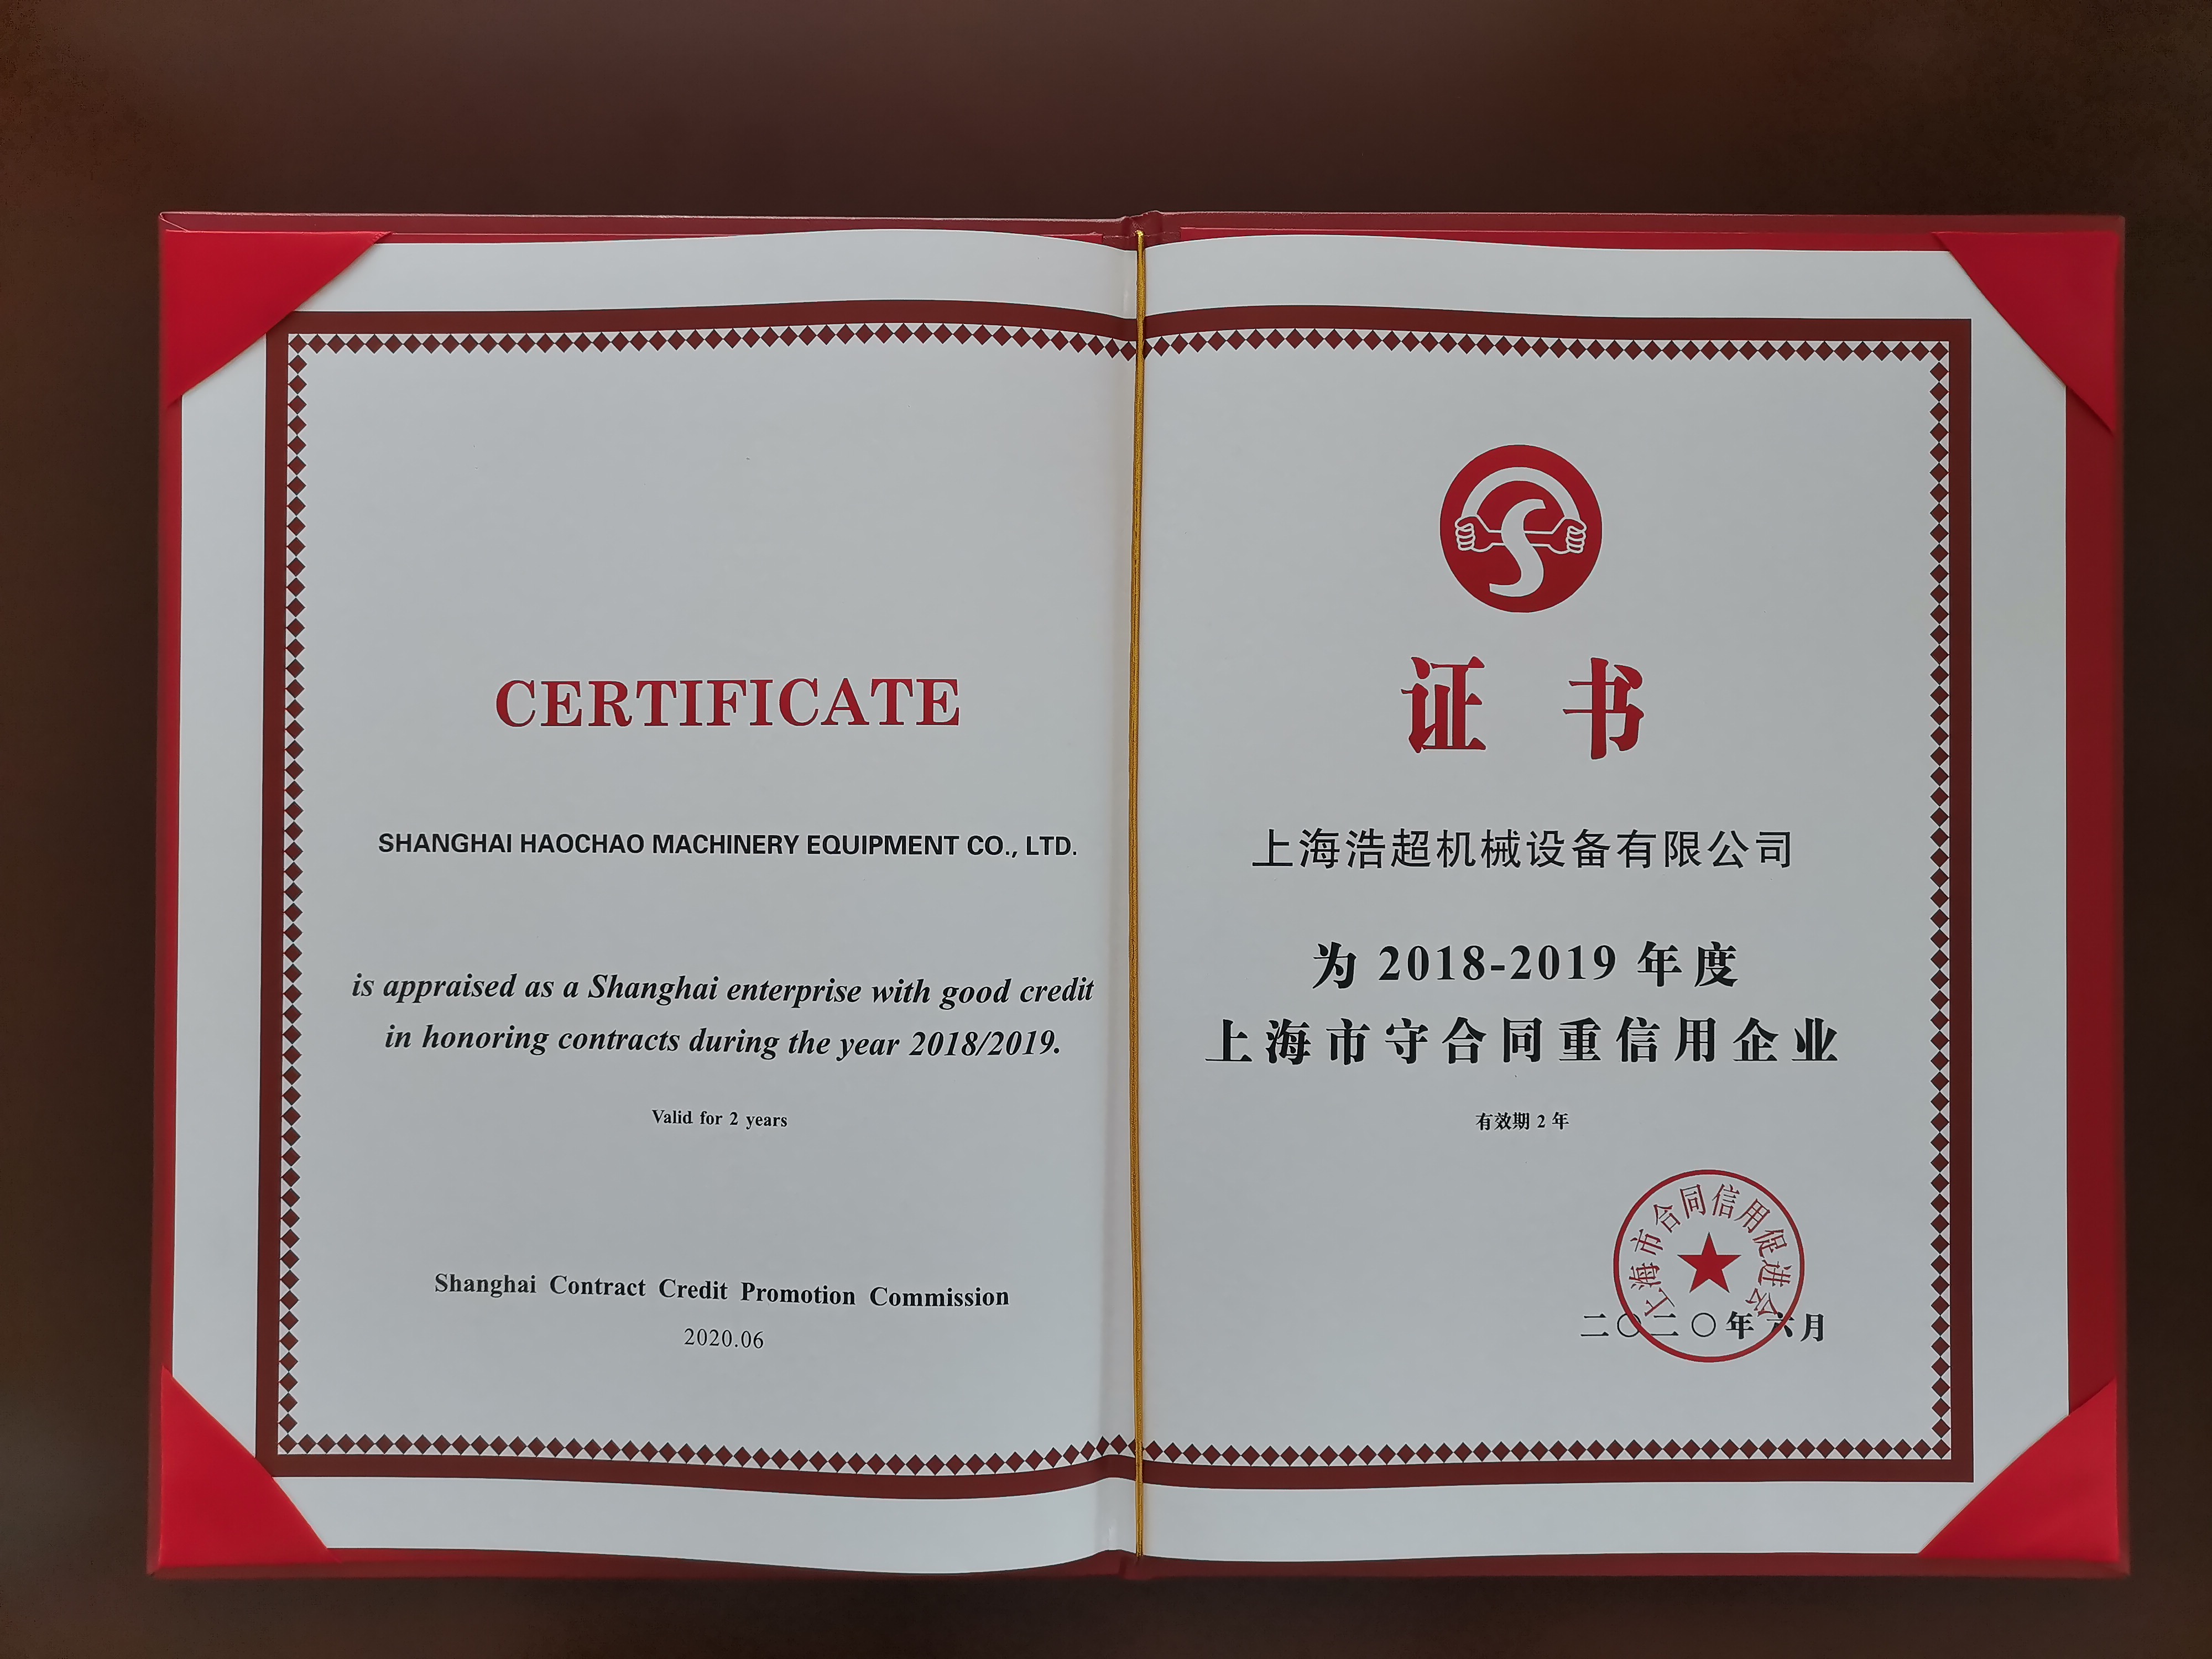 CERTIFICATE
SHANGHAI HAOCHAO MACHINERY EQUIPMENT CO., LTD.
is appraised as a Shanghai enterprise with good credit
in honoring contracts during the year 2018/2019.
Valid for 2 years
Shanghai Contract Credit Promotion Commission
2020.06
S
证书
上海浩超机械设备有限公司
为 2018-2019 年度
上海市守合同重信用企业
有效期 2 年
上海市合同信用促进会
二〇二〇年六月